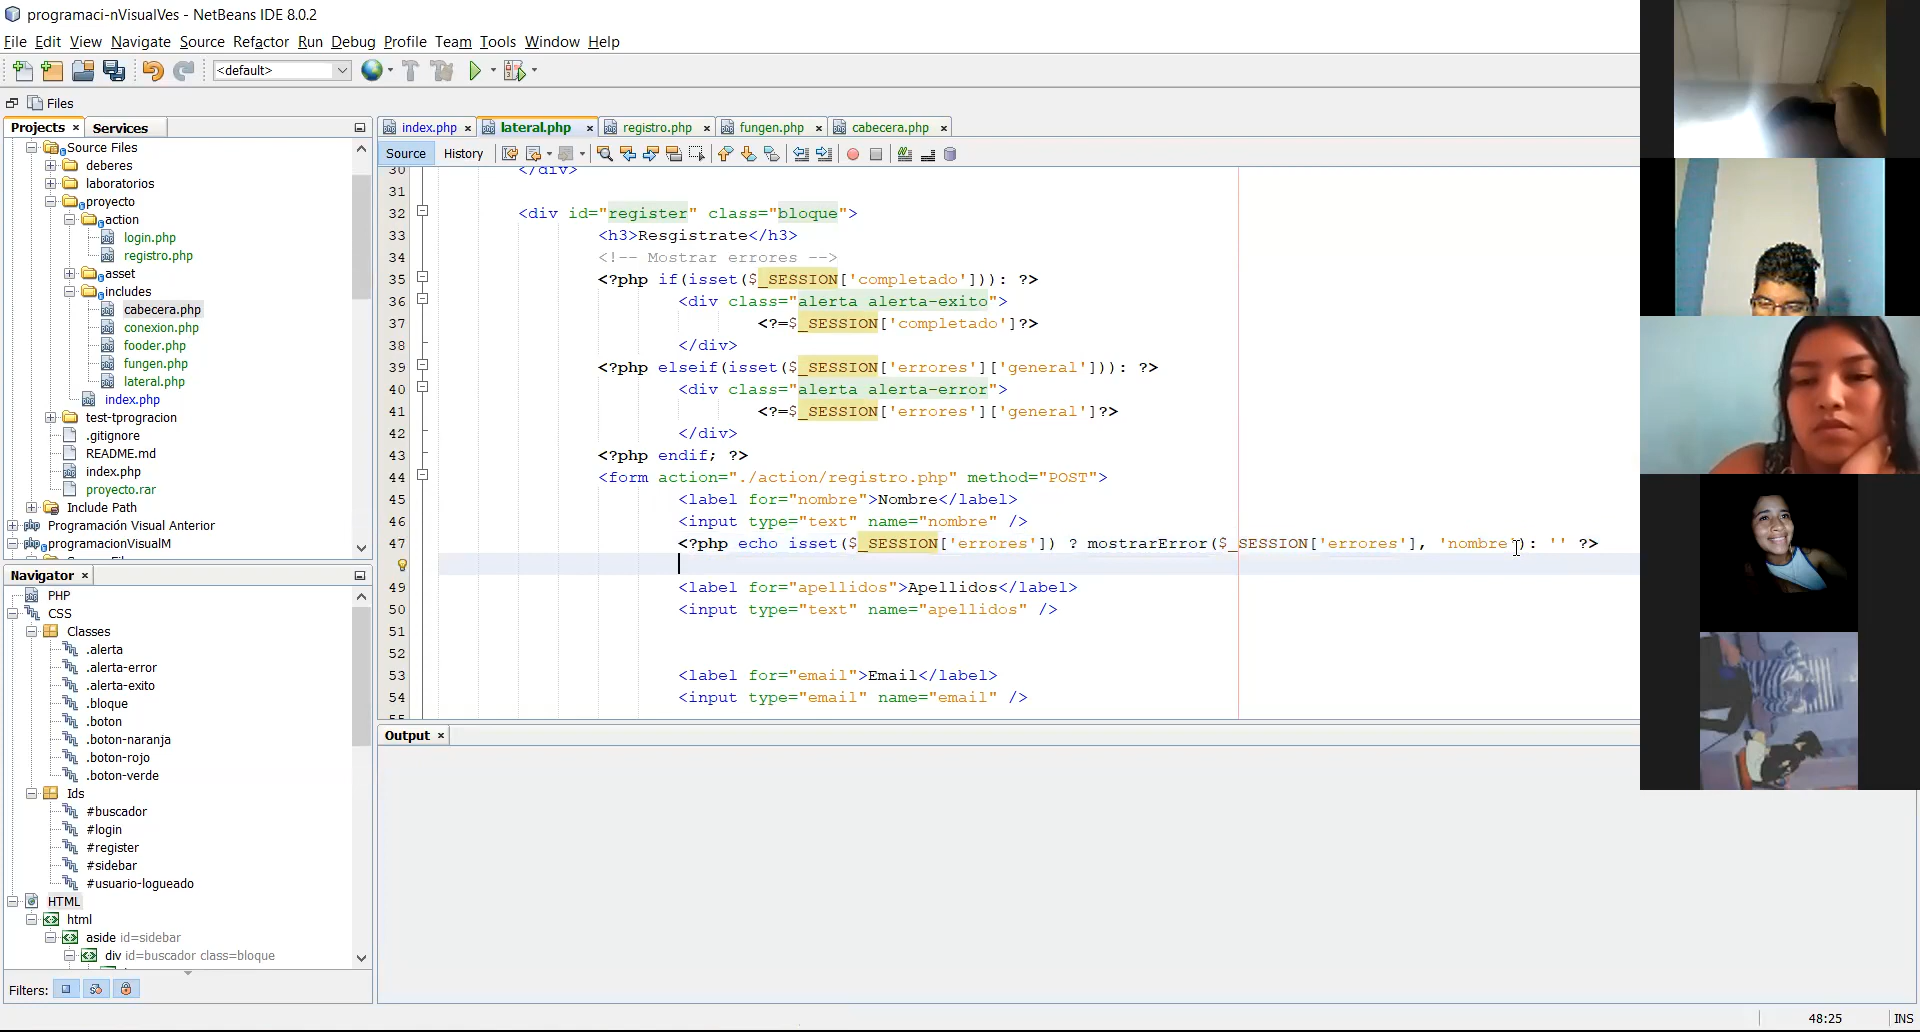 programaci-nVisualVes - NetBeans IDE 8.0.2
File Edit View Navigate Source Refactor Run Debug Profile Team Tools Window Help
<default>
Files
Projects × Services
index.php × lateral.php × registro.php × fungen.php × cabecera.php ×
Source History
Source Files
deberes
laboratorios
proyecto
action
login.php
registro.php
asset
includes
cabecera.php
conexion.php
fooder.php
fungen.php
lateral.php
index.php
test-tprogracion
.gitignore
README.md
index.php
proyecto.rar
Include Path
Programación Visual Anterior
programacionVisualM
30 </div>
31
32 <div id="register" class="bloque">
33 <h3>Resgistrate</h3>
34 <!-- Mostrar errores -->
35 <?php if(isset($_SESSION['completado'])): ?>
36 <div class="alerta alerta-exito">
37 <?=$_SESSION['completado']?>
38 </div>
39 <?php elseif(isset($_SESSION['errores']['general'])): ?>
40 <div class="alerta alerta-error">
41 <?=$_SESSION['errores']['general']?>
42 </div>
43 <?php endif; ?>
44 <form action="./action/registro.php" method="POST">
45 <label for="nombre">Nombre</label>
46 <input type="text" name="nombre" />
47 <?php echo isset($_SESSION['errores']) ? mostrarError($_SESSION['errores'], 'nombre'): '' ?>
49 <label for="apellidos">Apellidos</label>
50 <input type="text" name="apellidos" />
51
52
53 <label for="email">Email</label>
54 <input type="email" name="email" />
55
Navigator ×
PHP
CSS
Classes
.alerta
.alerta-error
.alerta-exito
.bloque
.boton
.boton-naranja
.boton-rojo
.boton-verde
Ids
#buscador
#login
#register
#sidebar
#usuario-logueado
HTML
html
aside id=sidebar
div id=buscador class=bloque
Filters:
Output ×
48:25 INS